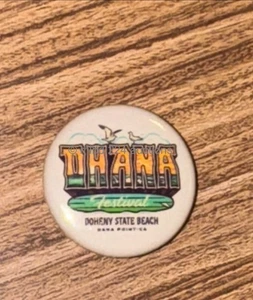 OHANA
Festival
DOHENY STATE BEACH
DANA POINT-CA